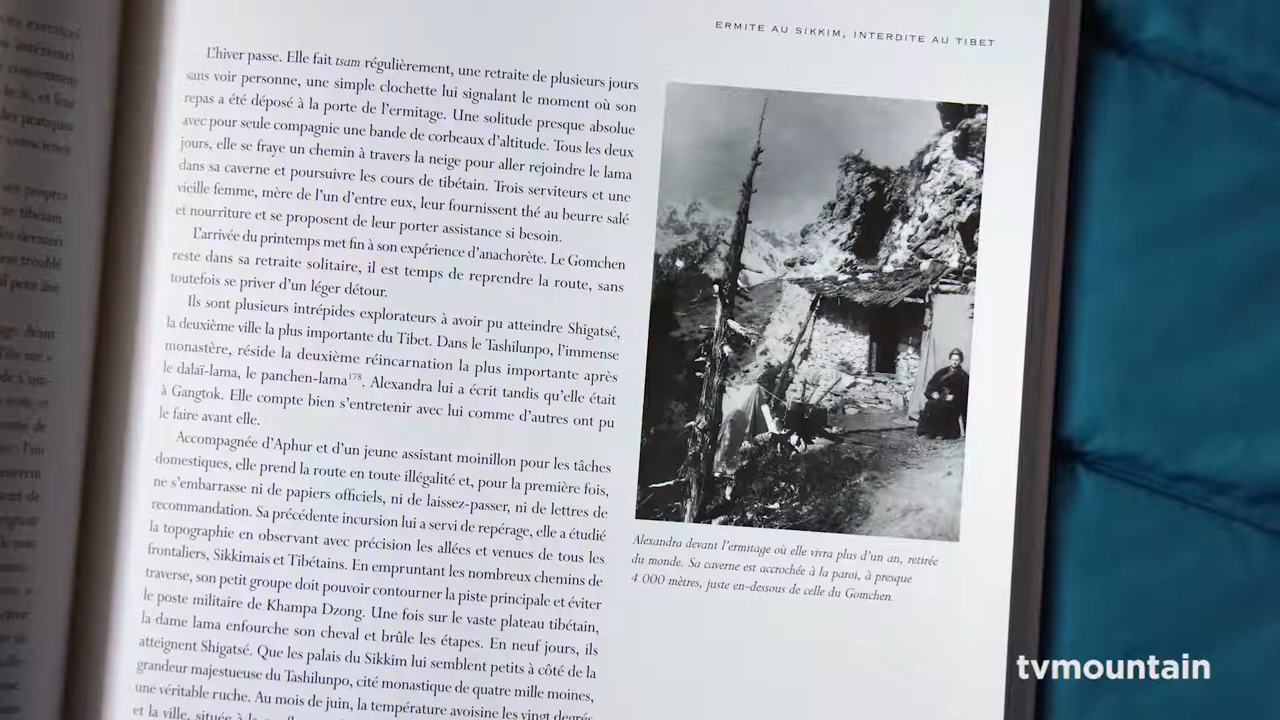 ERMITE AU SIKKIM, INTERDITE AU TIBET
L'hiver passe. Elle fait tsam régulièrement, une retraite de plusieurs jours
sans voir personne, une simple clochette lui signalant le moment où son
repas a été déposé à la porte de l'ermitage. Une solitude presque absolue
avec pour seule compagnie une bande de corbeaux d'altitude. Tous les deux
jours, elle se fraye un chemin à travers la neige pour aller rejoindre le lama
dans sa caverne et poursuivre les cours de tibétain. Trois serviteurs et une
vieille femme, mère de l'un d'entre eux, leur fournissent thé au beurre salé
et nourriture et se proposent de leur porter assistance si besoin.
L'arrivée du printemps met fin à son expérience d'anachorète. Le Gomchen
reste dans sa retraite solitaire, il est temps de reprendre la route, sans
toutefois se priver d'un léger détour.
Ils sont plusieurs intrépides explorateurs à avoir pu atteindre Shigatsé,
la deuxième ville la plus importante du Tibet. Dans le Tashilunpo, l'immense
monastère, réside la deuxième réincarnation la plus importante après
le dalaï-lama, le panchen-lama178. Alexandra lui a écrit tandis qu'elle était
à Gangtok. Elle compte bien s'entretenir avec lui comme d'autres ont pu
le faire avant elle.
Accompagnée d'Aphur et d'un jeune assistant moinillon pour les tâches
domestiques, elle prend la route en toute illégalité et, pour la première fois,
ne s'embarrasse ni de papiers officiels, ni de laissez-passer, ni de lettres de
recommandation. Sa précédente incursion lui a servi de repérage, elle a étudié
la topographie en observant avec précision les allées et venues de tous les
frontaliers, Sikkimais et Tibétains. En empruntant les nombreux chemins de
traverse, son petit groupe doit pouvoir contourner la piste principale et éviter
le poste militaire de Khampa Dzong. Une fois sur le vaste plateau tibétain,
la dame lama enfourche son cheval et brûle les étapes. En neuf jours, ils
atteignent Shigatsé. Que les palais du Sikkim lui semblent petits à côté de la
grandeur majestueuse du Tashilunpo, cité monastique de quatre mille moines,
une véritable ruche. Au mois de juin, la température avoisine les vingt degrés
et la ville, située à la
Alexandra devant l'ermitage où elle vivra plus d'un an, retirée
du monde. Sa caverne est accrochée à la paroi, à presque
4 000 mètres, juste en-dessous de celle du Gomchen.
tvmountain